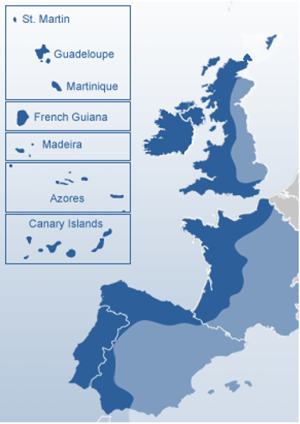 St. Martin
Guadeloupe
Martinique
French Guiana
Madeira
Azores
Canary Islands